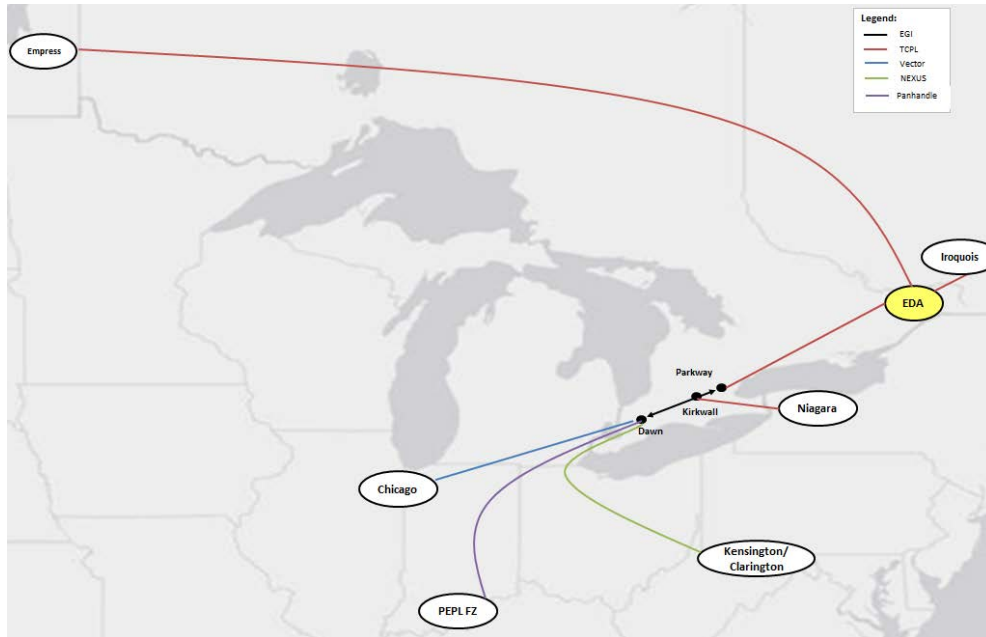 Legend:
EGI
TCPL
Vector
NEXUS
Panhandle
Empress
Iroquois
EDA
Parkway
Kirkwall
Niagara
Dawn
Chicago
Kensington/
Clarington
PEPL FZ